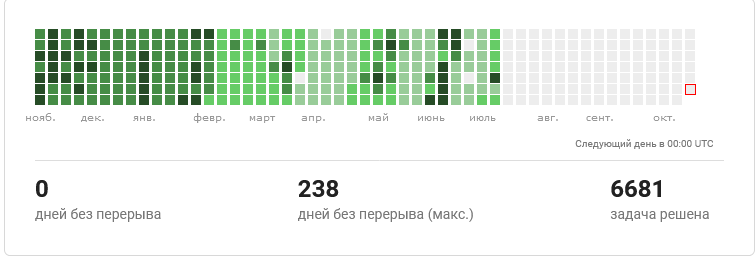 нояб. дек. янв. февр. март апр. май июнь июль авг. сент. окт.
Следующий день в 00:00 UTC
0 238 6681
дней без перерыва дней без перерыва (макс.) задача решена